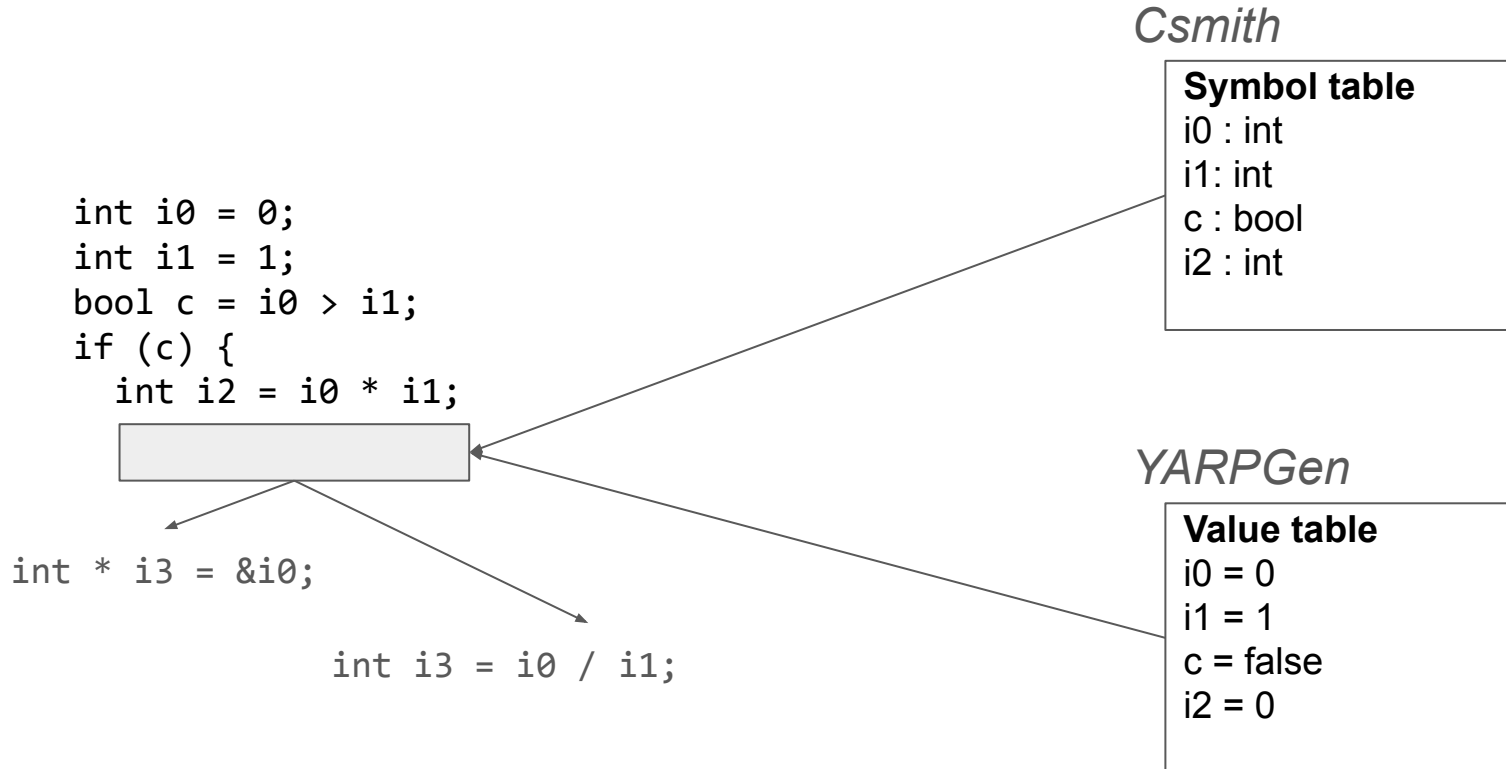 int i0 = 0;
int i1 = 1;
bool c = i0 > i1;
if (c) {
int i2 = i0 * i1;
int * i3 = &i0;
int i3 = i0 / i1;
Csmith
Symbol table
i0 : int
i1: int
c : bool
i2 : int
YARPGen
Value table
i0 = 0
i1 = 1
c = false
i2 = 0